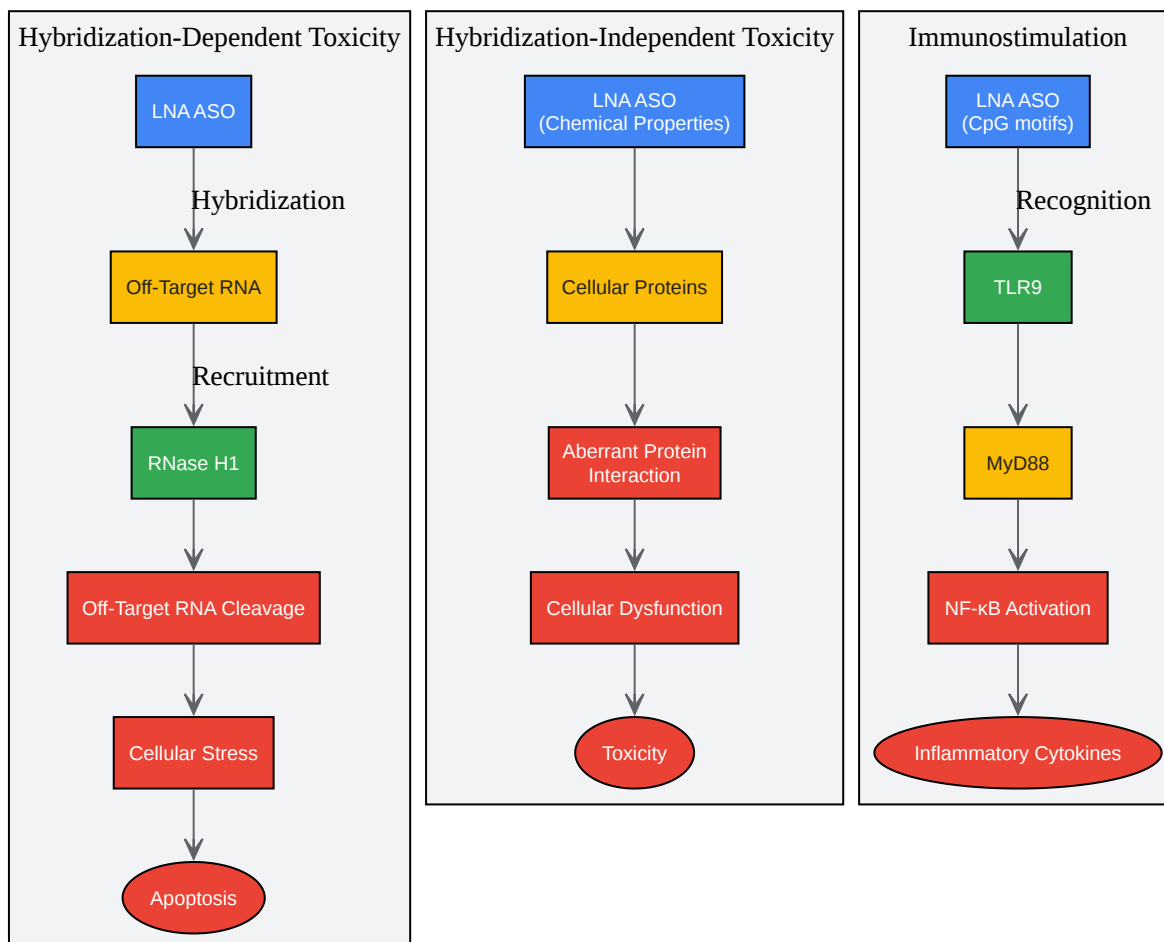 Hybridization-Dependent Toxicity
LNA ASO
Hybridization
Off-Target RNA
Recruitment
RNase H1
Off-Target RNA Cleavage
Cellular Stress
Apoptosis
Hybridization-Independent Toxicity
LNA ASO
(Chemical Properties)
Cellular Proteins
Aberrant Protein
Interaction
Cellular Dysfunction
Toxicity
Immunostimulation
LNA ASO
(CpG motifs)
Recognition
TLR9
MyD88
NF-κB Activation
Inflammatory Cytokines